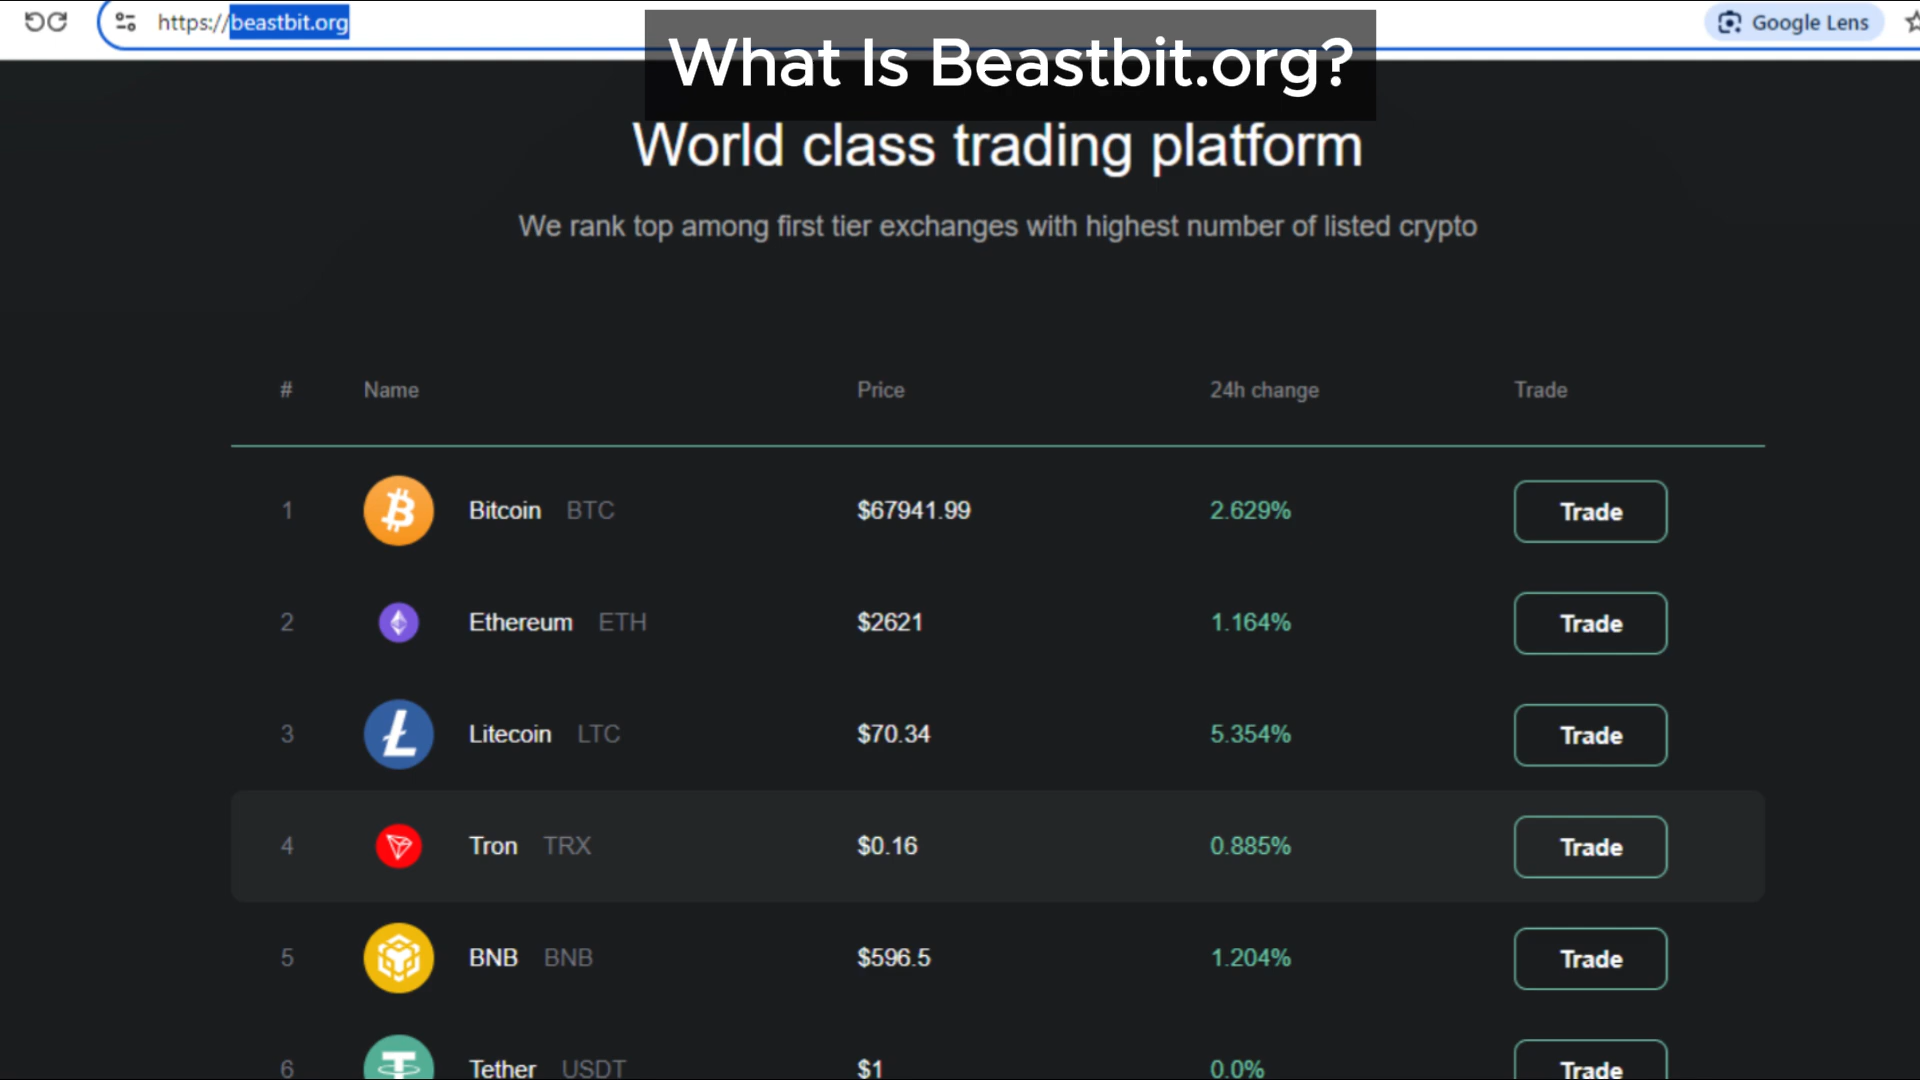 https://beastbit.org
Google Lens
What Is Beastbit.org?
World class trading platform
We rank top among first tier exchanges with highest number of listed crypto
# Name Price 24h change Trade
1 Bitcoin BTC $67941.99 2.629% Trade
2 Ethereum ETH $2621 1.164% Trade
3 Litecoin LTC $70.34 5.354% Trade
4 Tron TRX $0.16 0.885% Trade
5 BNB BNB $596.5 1.204% Trade
6 Tether USDT $1 0.0% Trade